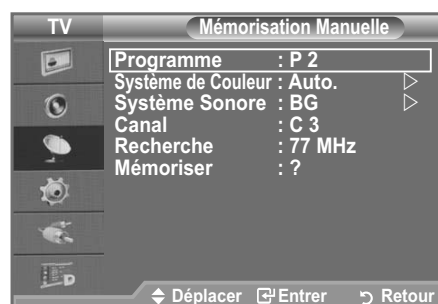 TV Mémorisation Manuelle
Programme : P 2
Système de Couleur : Auto.
Système Sonore : BG
Canal : C 3
Recherche : 77 MHz
Mémoriser : ?
Déplacer Entrer Retour